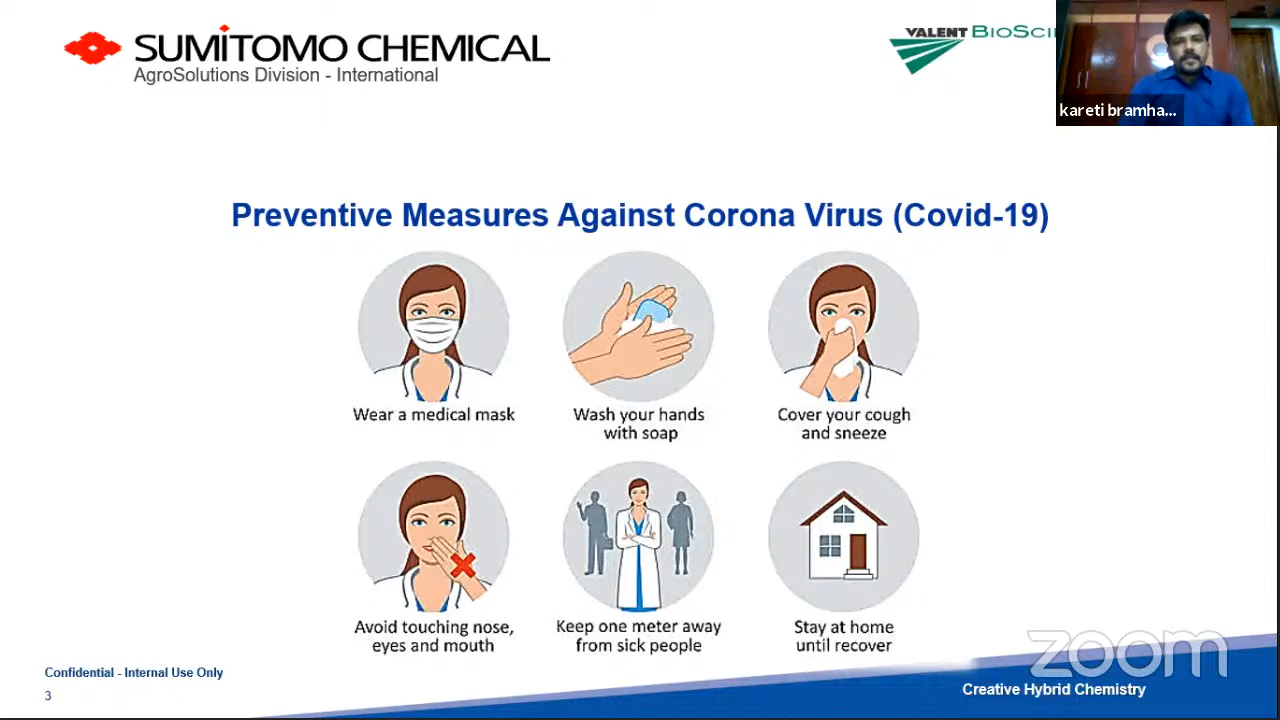 SUMITOMO CHEMICAL
AgroSolutions Division - International
VALENT BIOSCI
kareti bramha...
Preventive Measures Against Corona Virus (Covid-19)
Wear a medical mask
Wash your hands
with soap
Cover your cough
and sneeze
Avoid touching nose,
eyes and mouth
Keep one meter away
from sick people
Stay at home
until recover
zoom
Confidential - Internal Use Only
3
Creative Hybrid Chemistry